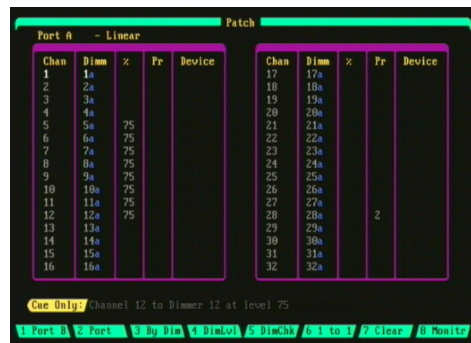 Patch
Port A - Linear
Chan Dimm % Pr Device Chan Dimm % Pr Device
1 1a 17 17a
2 2a 18 18a
3 3a 19 19a
4 4a 20 20a
5 5a 75 21 21a
6 6a 75 22 22a
7 7a 75 23 23a
8 8a 75 24 24a
9 9a 75 25 25a
10 10a 75 26 26a
11 11a 75 27 27a
12 12a 75 28 28a 2
13 13a 29 29a
14 14a 30 30a
15 15a 31 31a
16 16a 32 32a
Cue Only: Channel 12 to Dimmer 12 at level 75
1 Port B 2 Port 3 By Dim 4 DimLvl 5 DimChk 6 1 to 1 7 Clear 8 Monitr